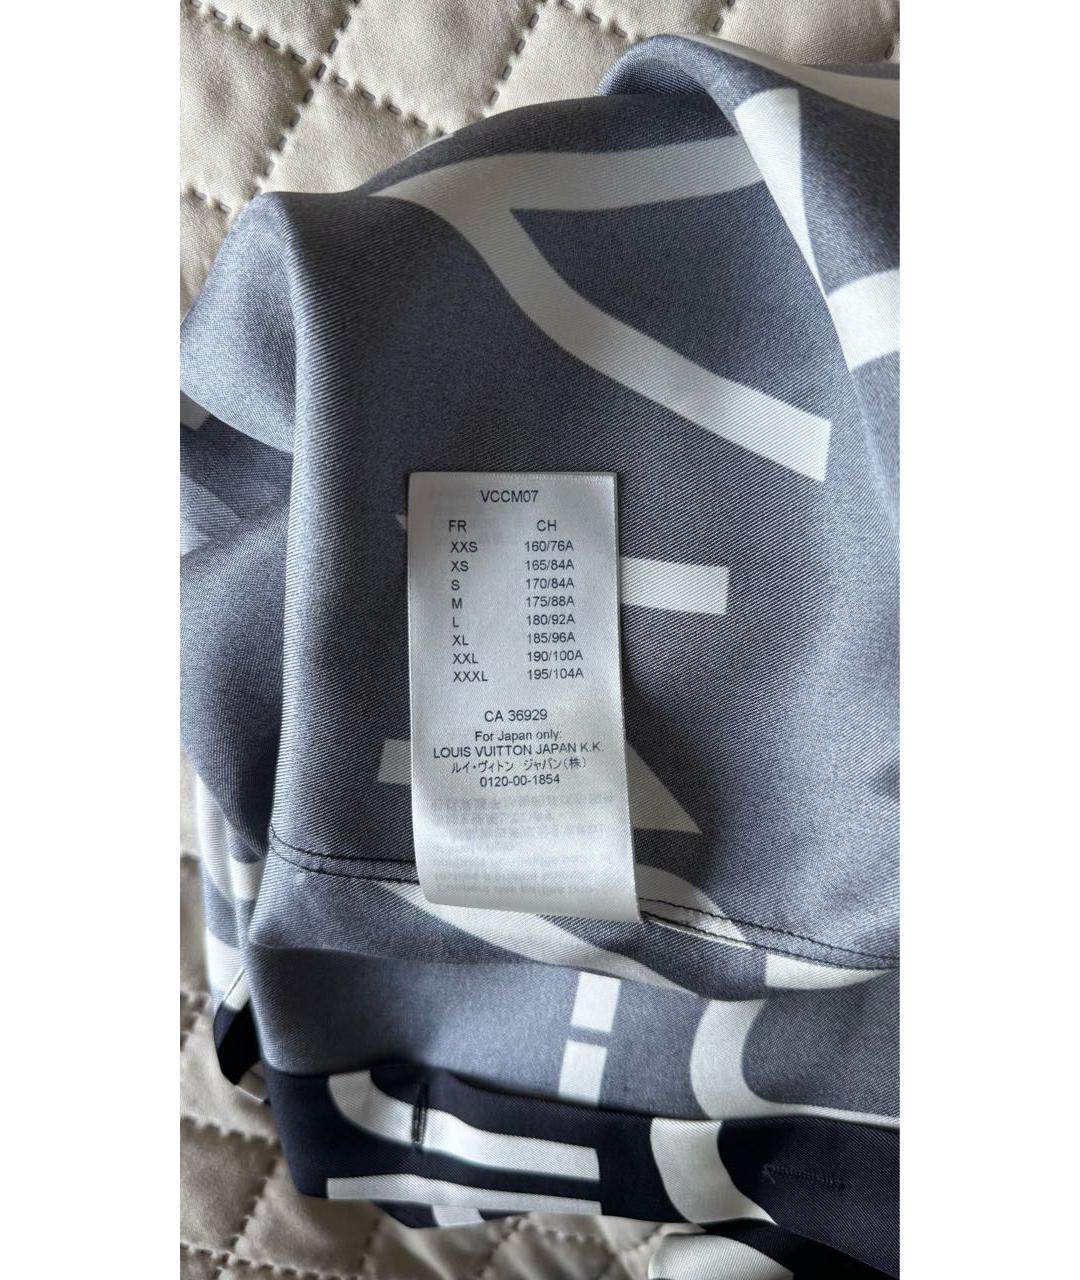 VCCM07
FR CH
XXS 160/76A
XS 165/84A
S 170/84A
M 175/88A
L 180/92A
XL 185/96A
XXL 190/100A
XXXL 195/104A
CA 36929
For Japan only:
LOUIS VUITTON JAPAN K.K.
ルイ・ヴィトン ジャパン(株)
0120-00-1854